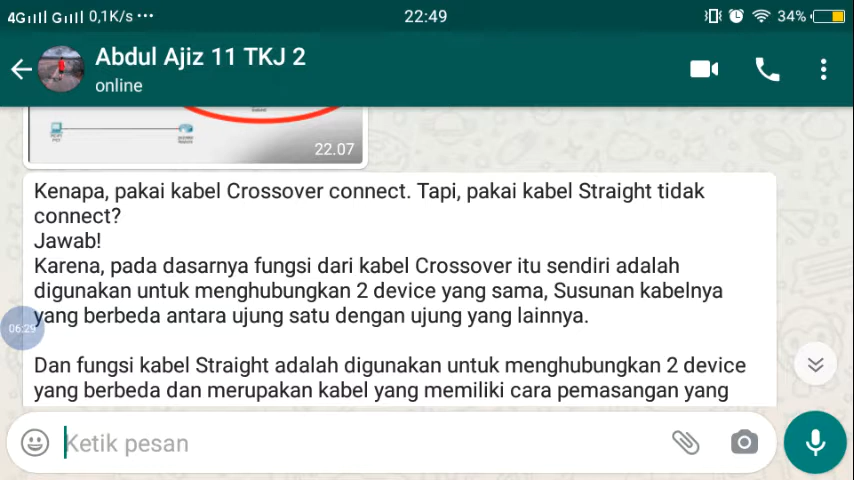 4G G 0,1K/s ••• 22:49 34%
Abdul Ajiz 11 TKJ 2
online
22.07
Kenapa, pakai kabel Crossover connect. Tapi, pakai kabel Straight tidak
connect?
Jawab!
Karena, pada dasarnya fungsi dari kabel Crossover itu sendiri adalah
digunakan untuk menghubungkan 2 device yang sama, Susunan kabelnya
06:29
yang berbeda antara ujung satu dengan ujung yang lainnya.
Dan fungsi kabel Straight adalah digunakan untuk menghubungkan 2 device
yang berbeda dan merupakan kabel yang memiliki cara pemasangan yang
Ketik pesan